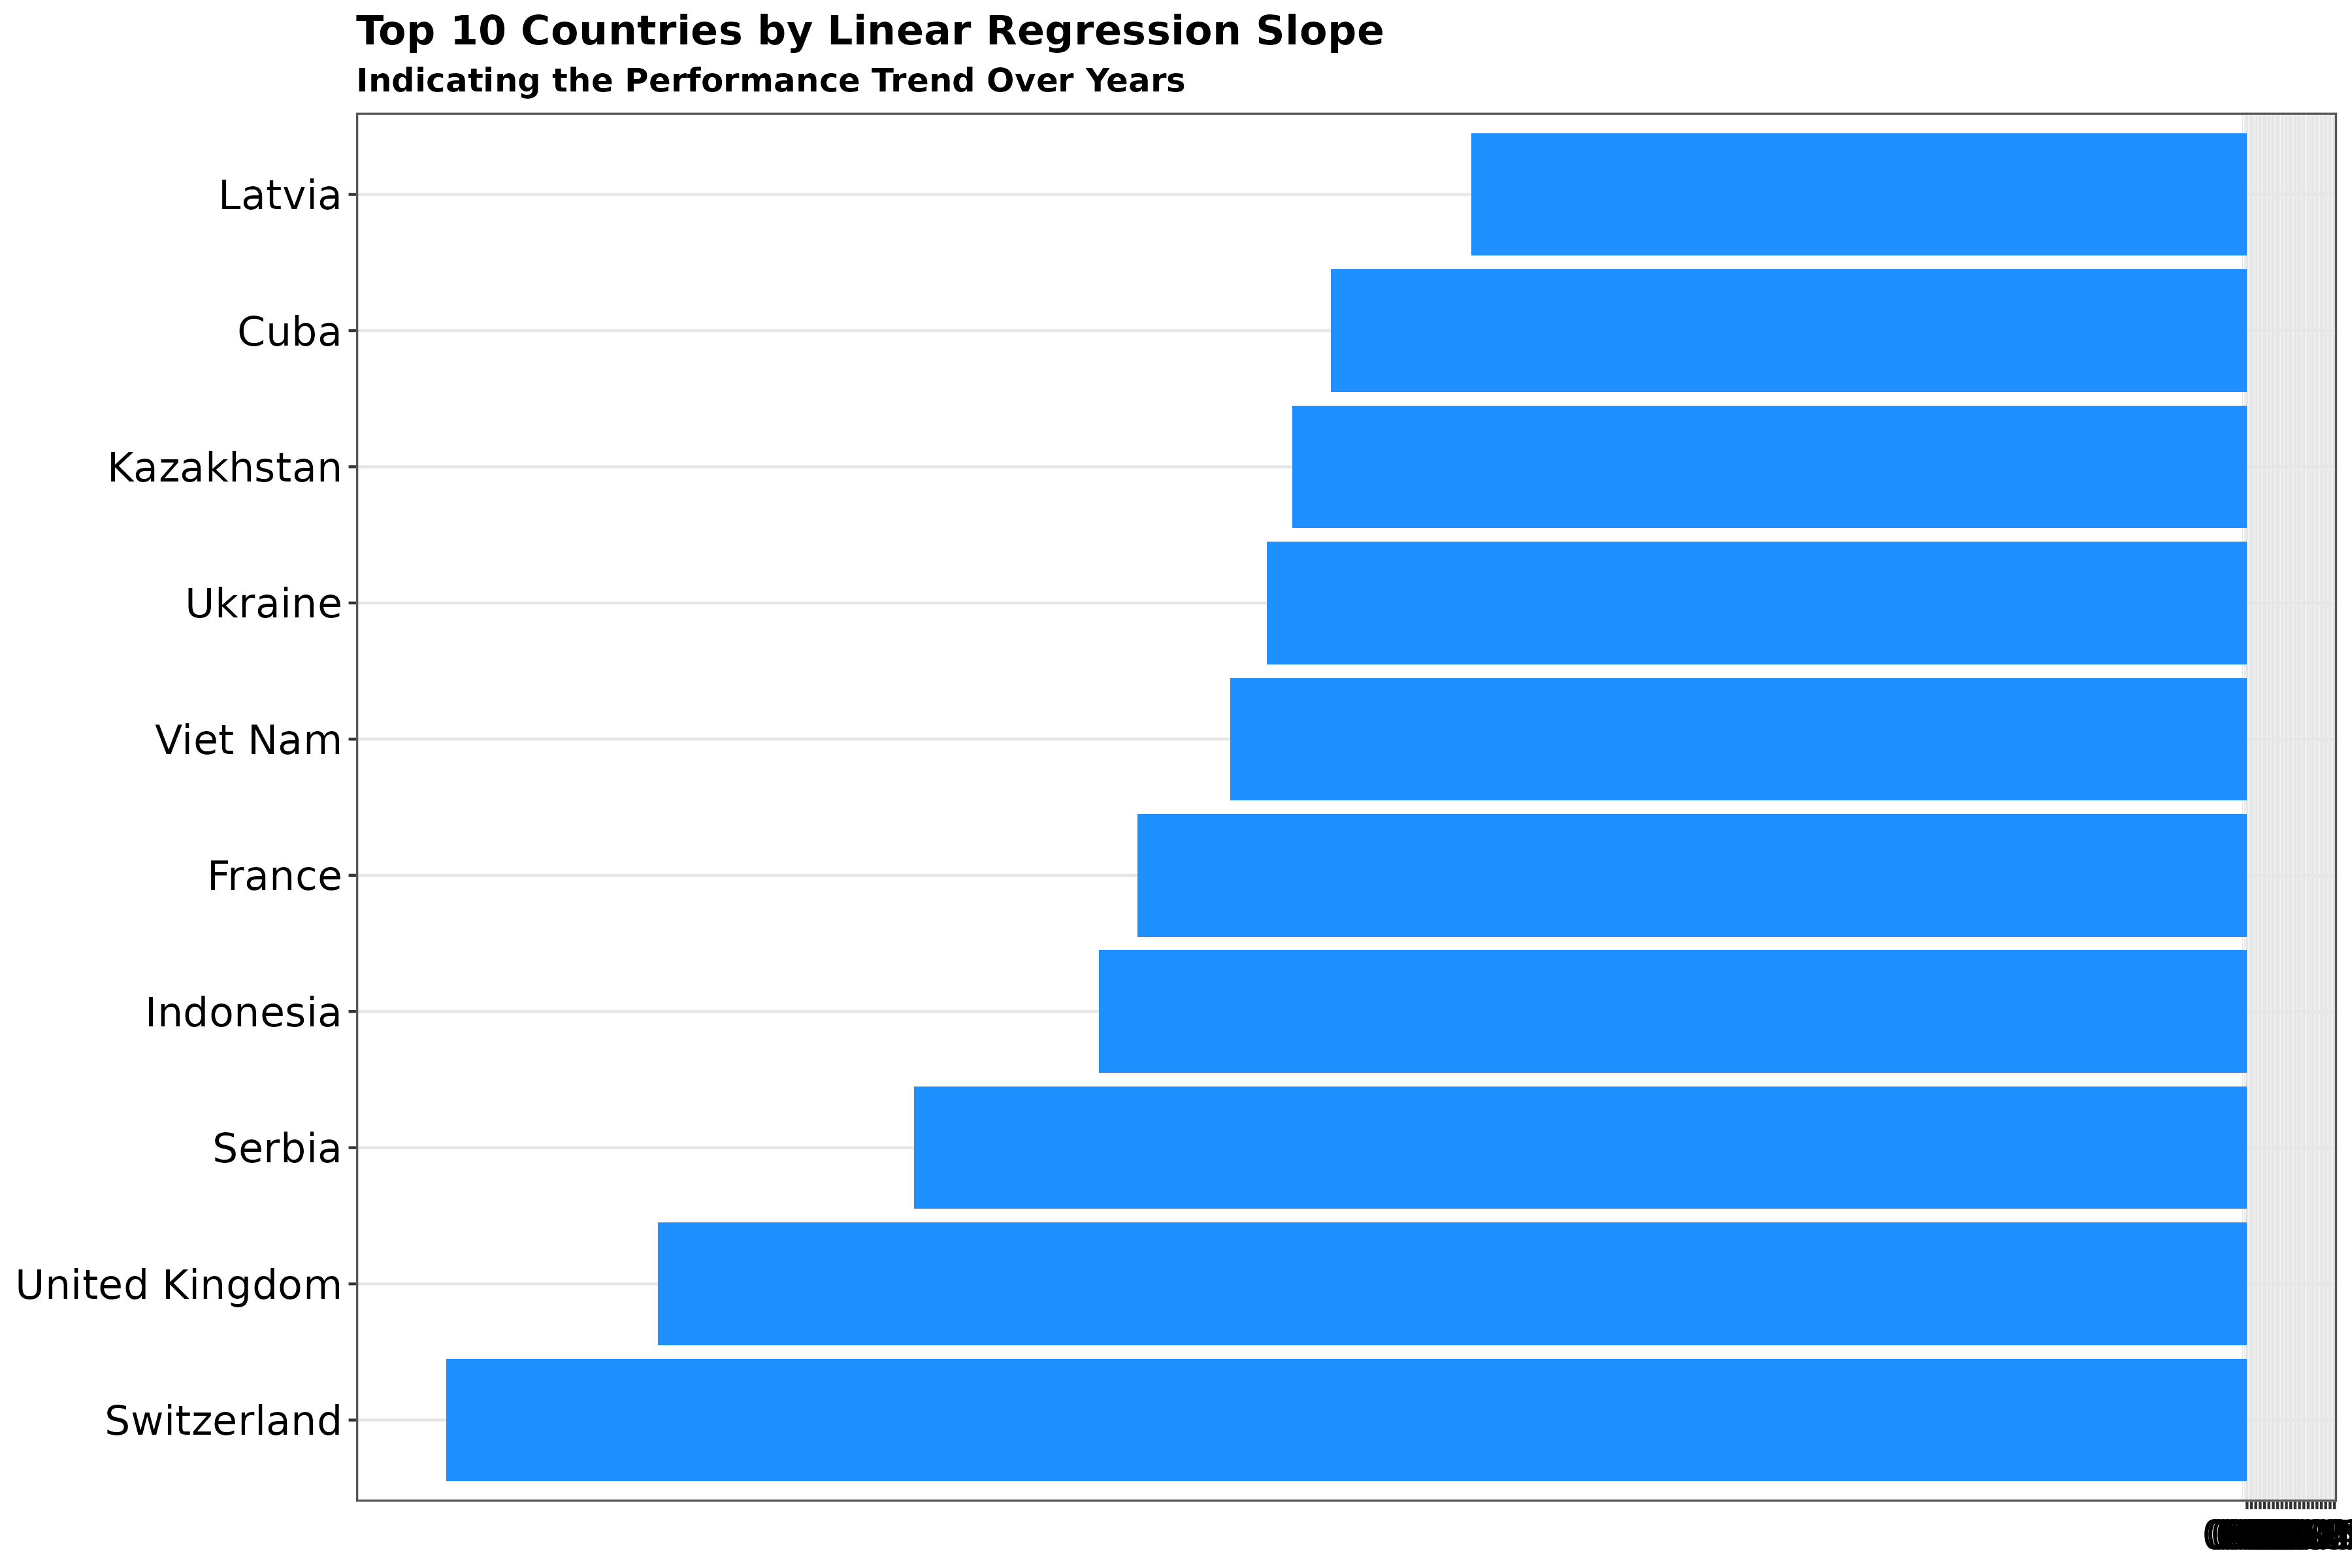 Top 10 Countries by Linear Regression Slope
Indicating the Performance Trend Over Years
Latvia
Cuba
Kazakhstan
Ukraine
Viet Nam
France
Indonesia
Serbia
United Kingdom
Switzerland